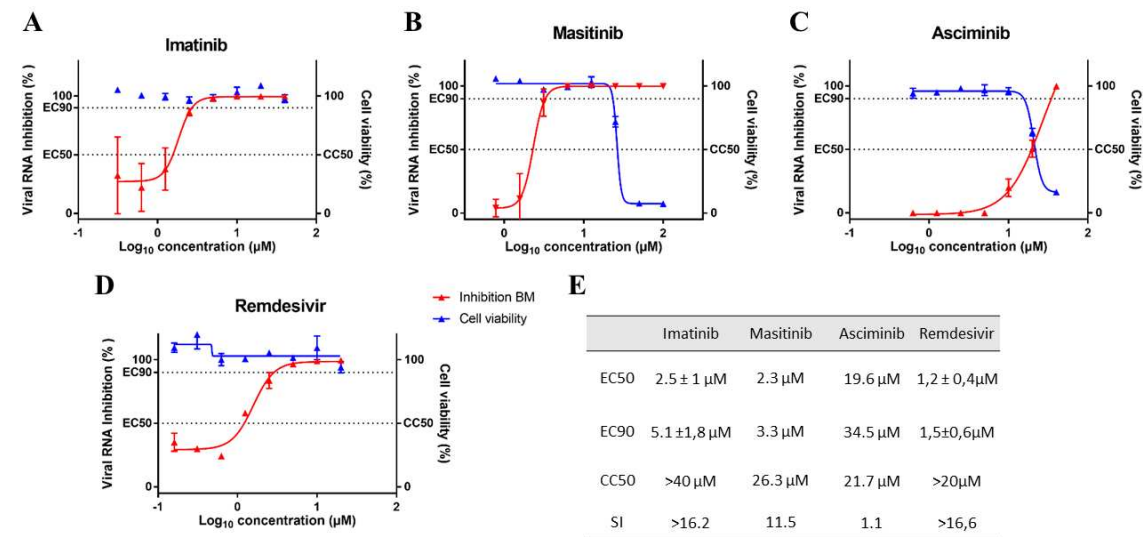 A
Imatinib
Viral RNA Inhibition (% )
100
EC90
EC50
0
100
CC50
0
Cell viability (%)
-1
0
1
2
Log10 concentration (µM)
B
Masitinib
Viral RNA Inhibition (% )
100
EC90
EC50
0
100
CC50
0
Cell viability (%)
0
1
2
Log10 concentration (µM)
C
Asciminib
Viral RNA Inhibition (% )
100
EC90
EC50
0
100
CC50
0
Cell viability (%)
-1
0
1
2
Log10 concentration (µM)
D
Remdesivir
Viral RNA Inhibition (% )
100
EC90
EC50
0
100
CC50
0
Cell viability (%)
-1
0
1
2
Log10 concentration (µM)
Inhibition BM
Cell viability
E
Imatinib Masitinib Asciminib Remdesivir
EC50 2.5 ± 1 µM 2.3 µM 19.6 µM 1,2 ± 0,4µM
EC90 5.1 ±1,8 µM 3.3 µM 34.5 µM 1,5±0,6µM
CC50 >40 µM 26.3 µM 21.7 µM >20µM
SI >16.2 11.5 1.1 >16,6